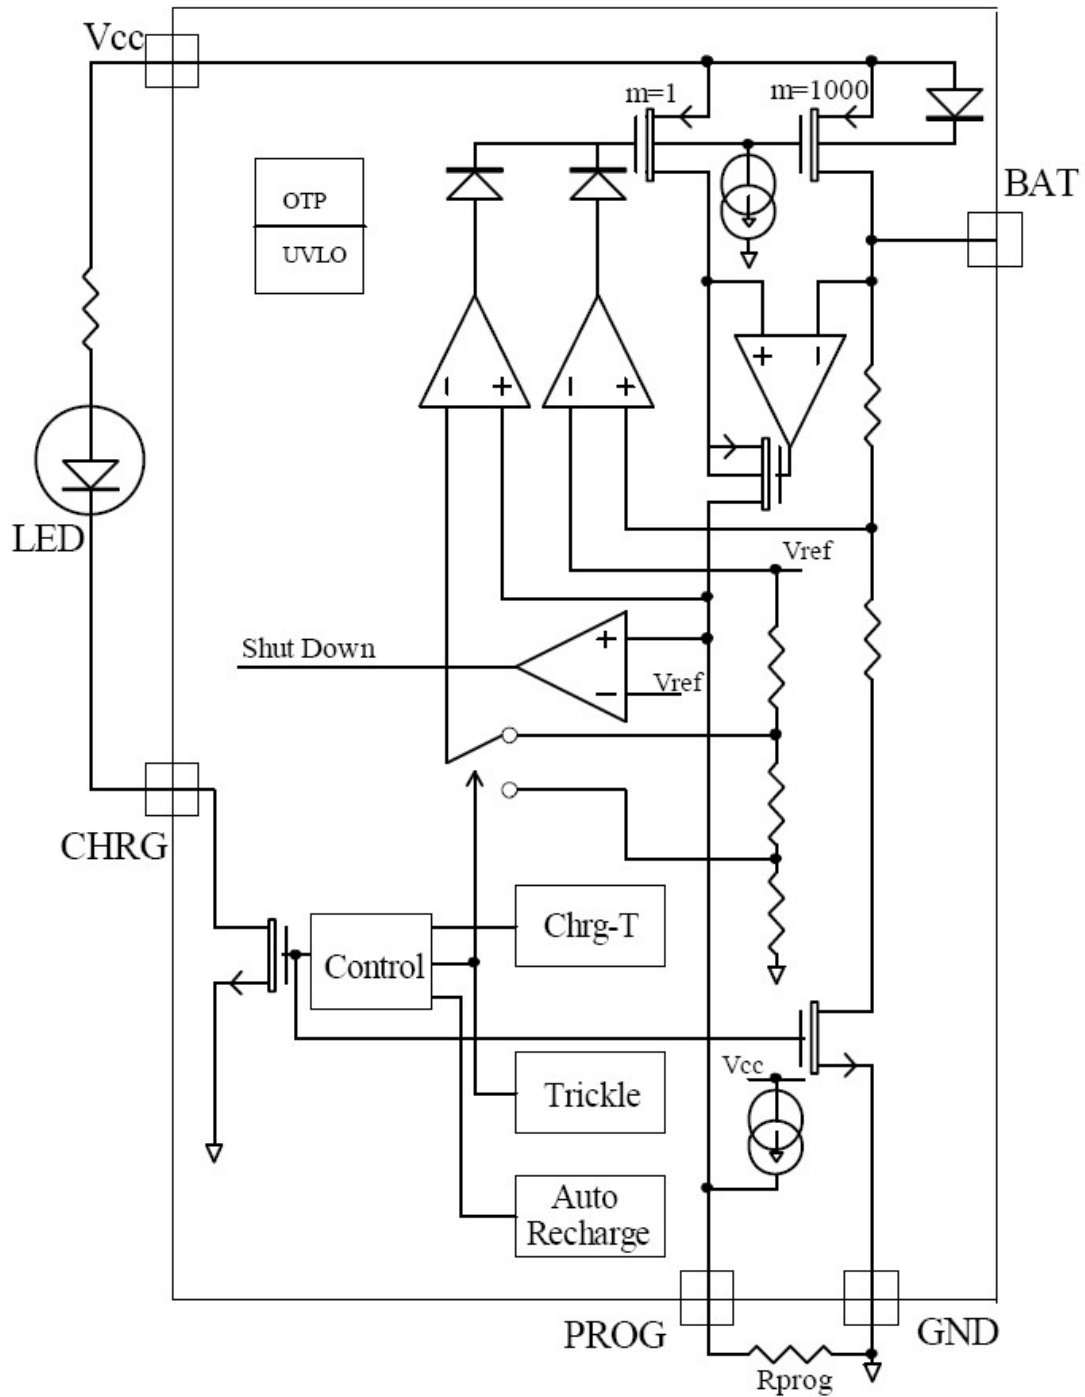 Vcc
m=1
m=1000
BAT
OTP
UVLO
+
−
−
+
−
+
LED
Vref
Shut Down
+
−
Vref
CHRG
Chrg-T
Control
Vcc
Trickle
Auto
Recharge
PROG
GND
Rprog